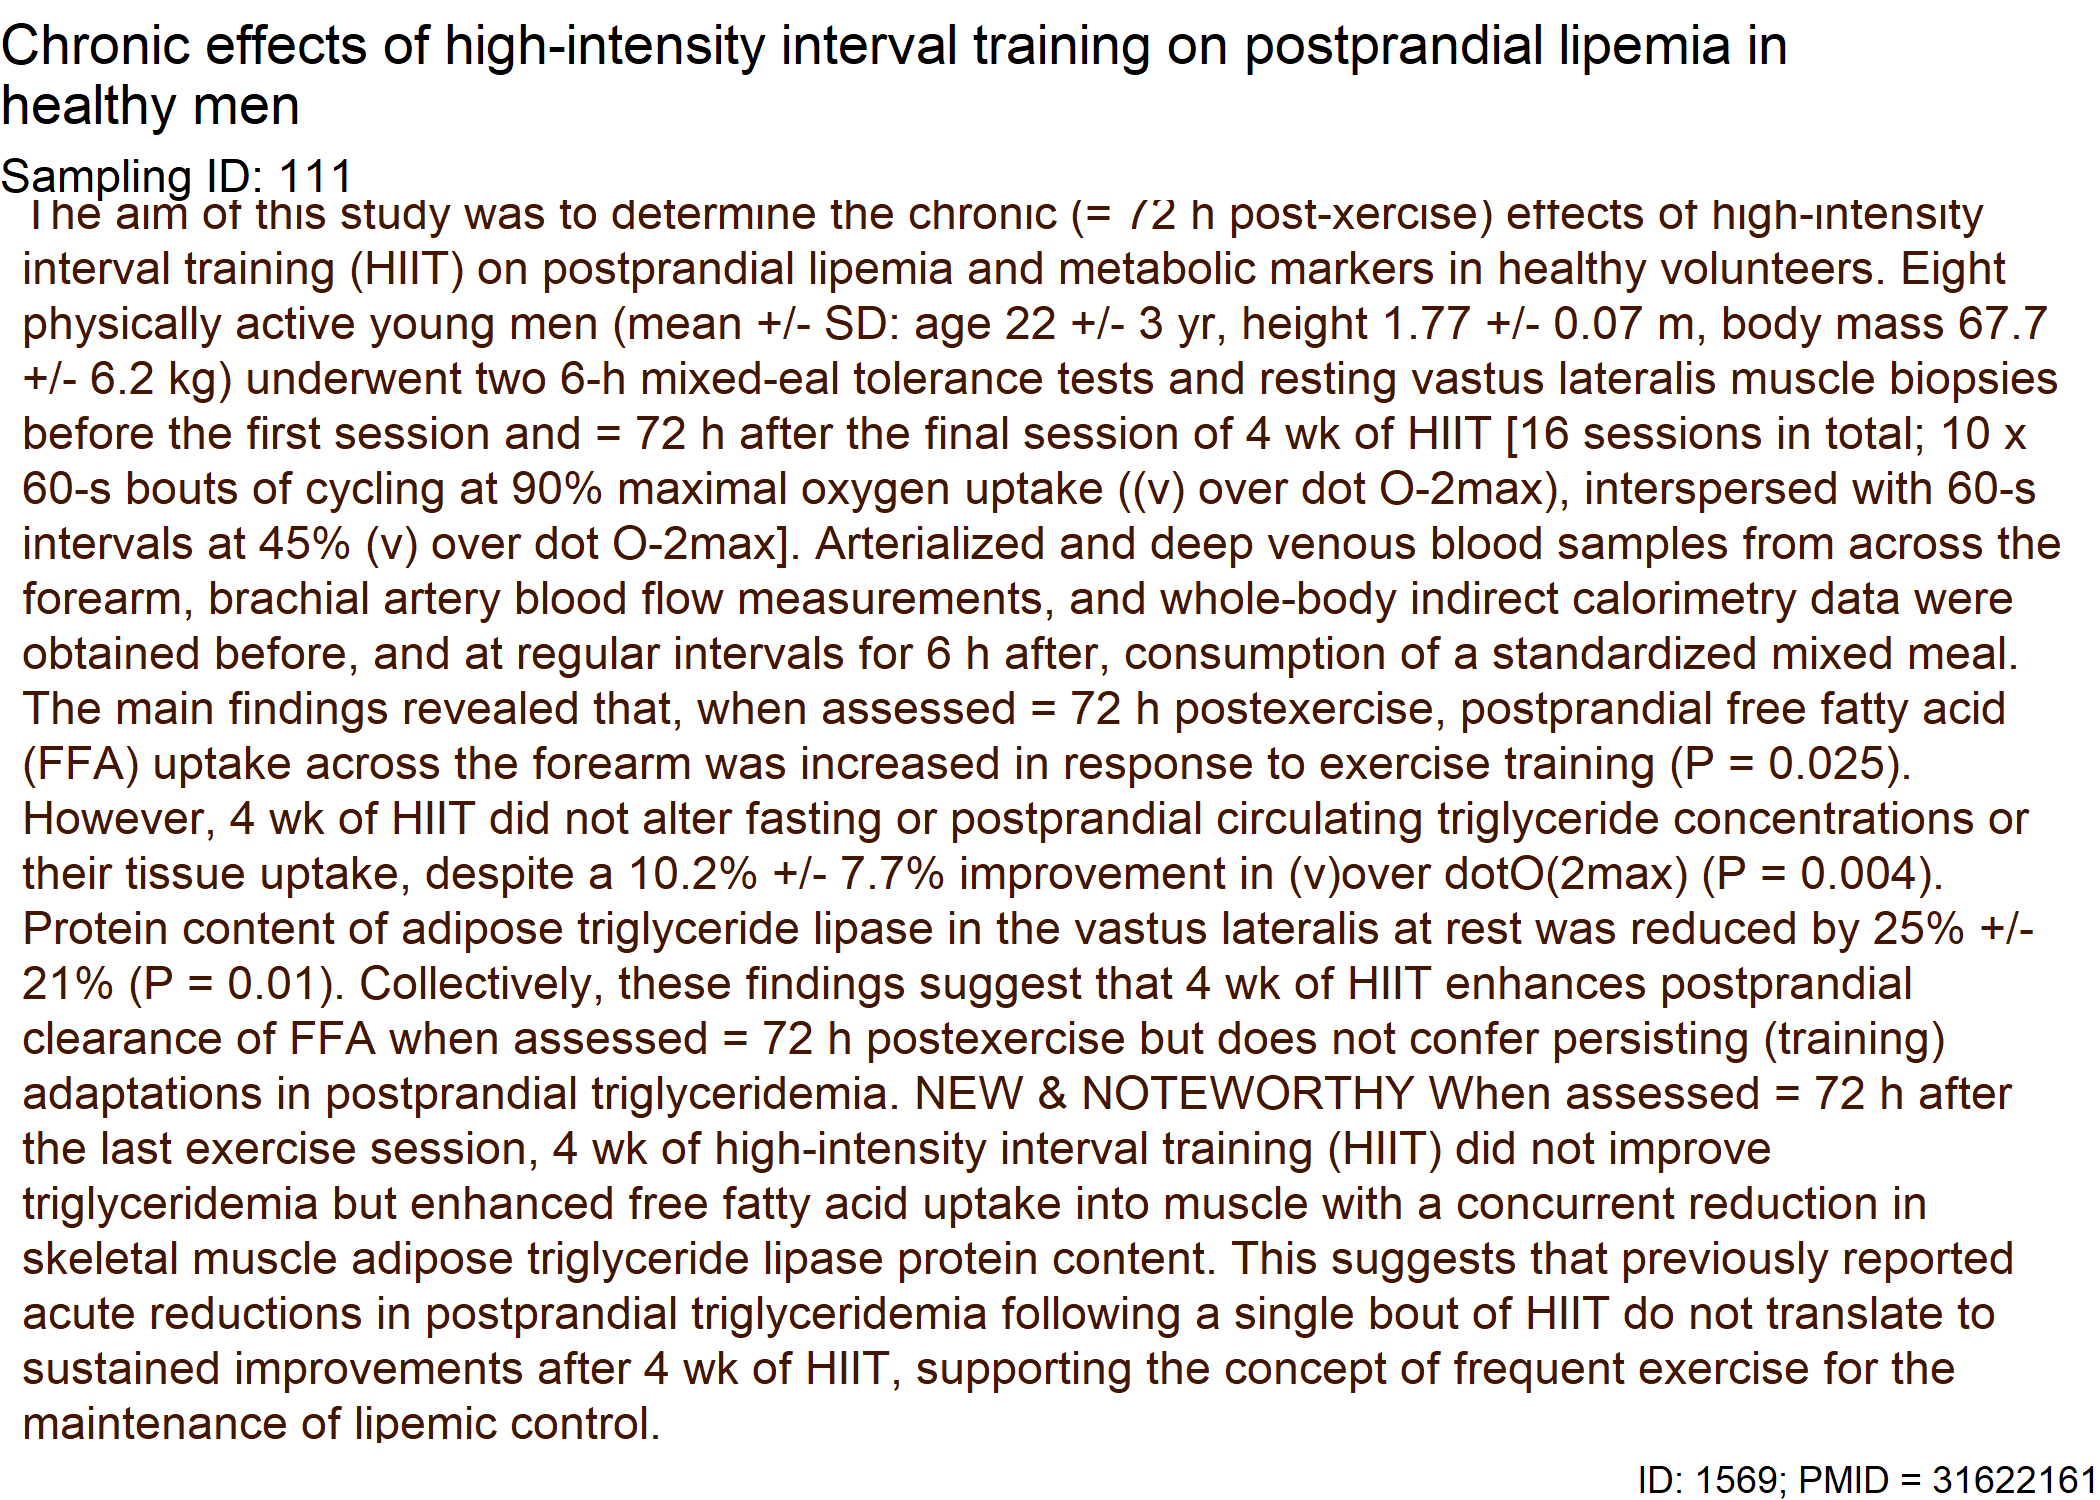 Chronic effects of high-intensity interval training on postprandial lipemia in
healthy men
Sampling ID: 111
The aim of this study was to determine the chronic (= 72 h post-xercise) effects of high-intensity
interval training (HIIT) on postprandial lipemia and metabolic markers in healthy volunteers. Eight
physically active young men (mean +/- SD: age 22 +/- 3 yr, height 1.77 +/- 0.07 m, body mass 67.7
+/- 6.2 kg) underwent two 6-h mixed-eal tolerance tests and resting vastus lateralis muscle biopsies
before the first session and = 72 h after the final session of 4 wk of HIIT [16 sessions in total; 10 x
60-s bouts of cycling at 90% maximal oxygen uptake ((v) over dot O-2max), interspersed with 60-s
intervals at 45% (v) over dot O-2max]. Arterialized and deep venous blood samples from across the
forearm, brachial artery blood flow measurements, and whole-body indirect calorimetry data were
obtained before, and at regular intervals for 6 h after, consumption of a standardized mixed meal.
The main findings revealed that, when assessed = 72 h postexercise, postprandial free fatty acid
(FFA) uptake across the forearm was increased in response to exercise training (P = 0.025).
However, 4 wk of HIIT did not alter fasting or postprandial circulating triglyceride concentrations or
their tissue uptake, despite a 10.2% +/- 7.7% improvement in (v)over dotO(2max) (P = 0.004).
Protein content of adipose triglyceride lipase in the vastus lateralis at rest was reduced by 25% +/-
21% (P = 0.01). Collectively, these findings suggest that 4 wk of HIIT enhances postprandial
clearance of FFA when assessed = 72 h postexercise but does not confer persisting (training)
adaptations in postprandial triglyceridemia. NEW & NOTEWORTHY When assessed = 72 h after
the last exercise session, 4 wk of high-intensity interval training (HIIT) did not improve
triglyceridemia but enhanced free fatty acid uptake into muscle with a concurrent reduction in
skeletal muscle adipose triglyceride lipase protein content. This suggests that previously reported
acute reductions in postprandial triglyceridemia following a single bout of HIIT do not translate to
sustained improvements after 4 wk of HIIT, supporting the concept of frequent exercise for the
maintenance of lipemic control.
ID: 1569; PMID = 31622161